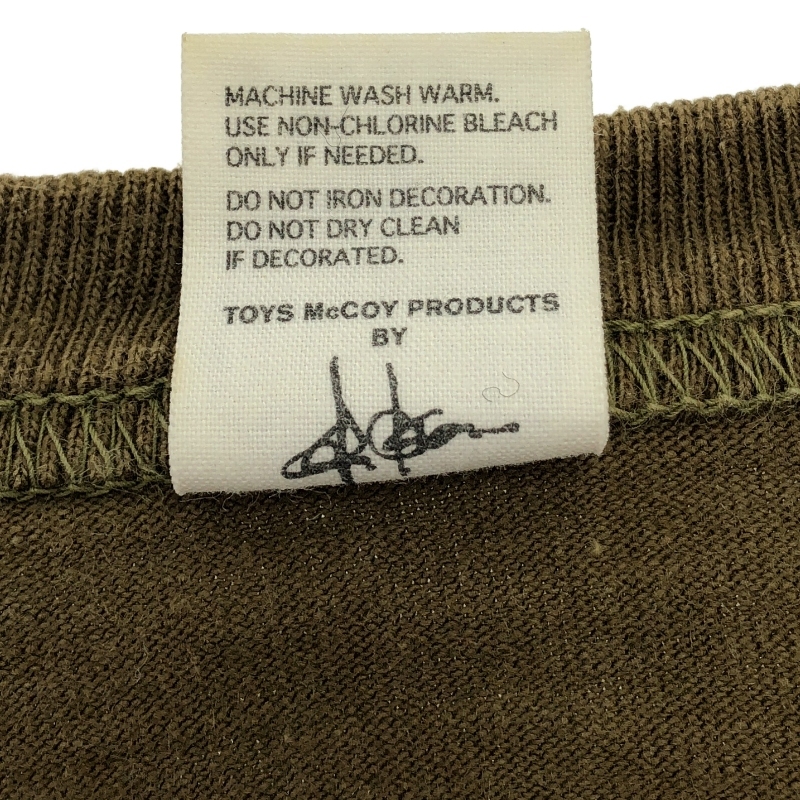 MACHINE WASH WARM.
USE NON-CHLORINE BLEACH
ONLY IF NEEDED.
DO NOT IRON DECORATION.
DO NOT DRY CLEAN
IF DECORATED.
TOYS McCOY PRODUCTS
BY